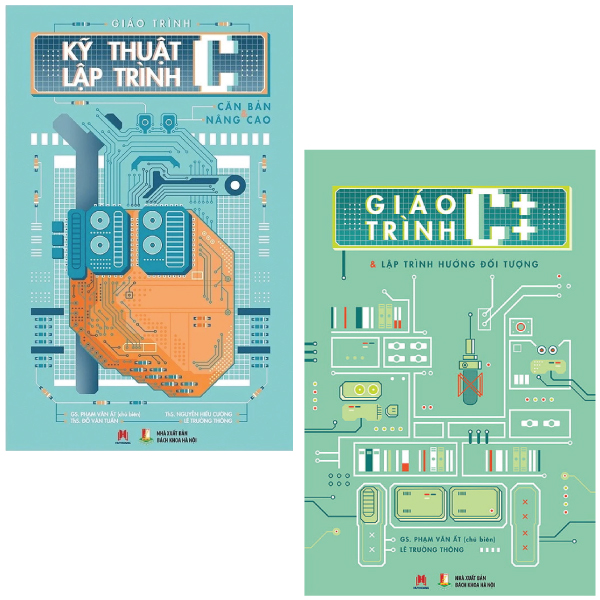 GIÁO TRÌNH
KỸ THUẬT
LẬP TRÌNH C
CĂN BẢN
& NÂNG CAO
GS. PHẠM VĂN ẤT (chủ biên)
ThS. ĐỖ VĂN TUẤN
ThS. NGUYỄN HIẾU CƯỜNG
LÊ TRƯỜNG THÔNG
NHÀ XUẤT BẢN
BÁCH KHOA HÀ NỘI
GIÁO
TRÌNH C++
& LẬP TRÌNH HƯỚNG ĐỐI TƯỢNG
GS. PHẠM VĂN ẤT (chủ biên)
LÊ TRƯỜNG THÔNG
NHÀ XUẤT BẢN
BÁCH KHOA HÀ NỘI